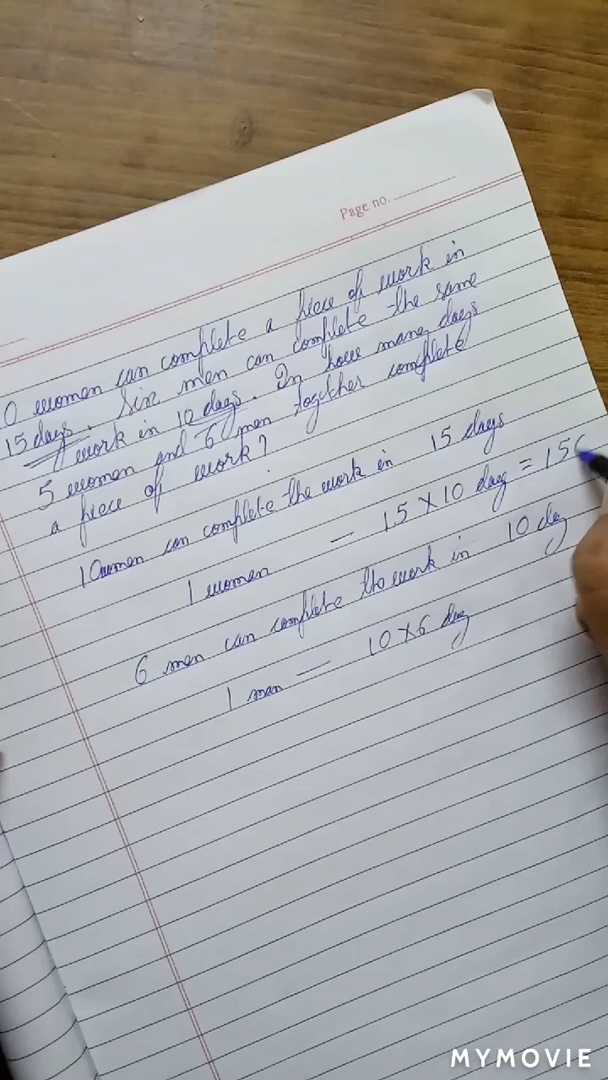 Page no.
0 women can complete a piece of work in
15 days. Six men can complete the same
work in 10 days. In how many days
5 women and 6 men together complete
a piece of work?
10 women can complete the work in 15 days
1 women — 15 × 10 day = 150
6 men can complete the work in 10 day
1 man — 10 × 6 day
MYMOVIE